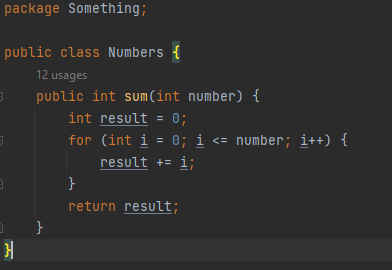 package Something;
public class Numbers {
12 usages
public int sum(int number) {
int result = 0;
for (int i = 0; i <= number; i++) {
result += i;
}
return result;
}
}